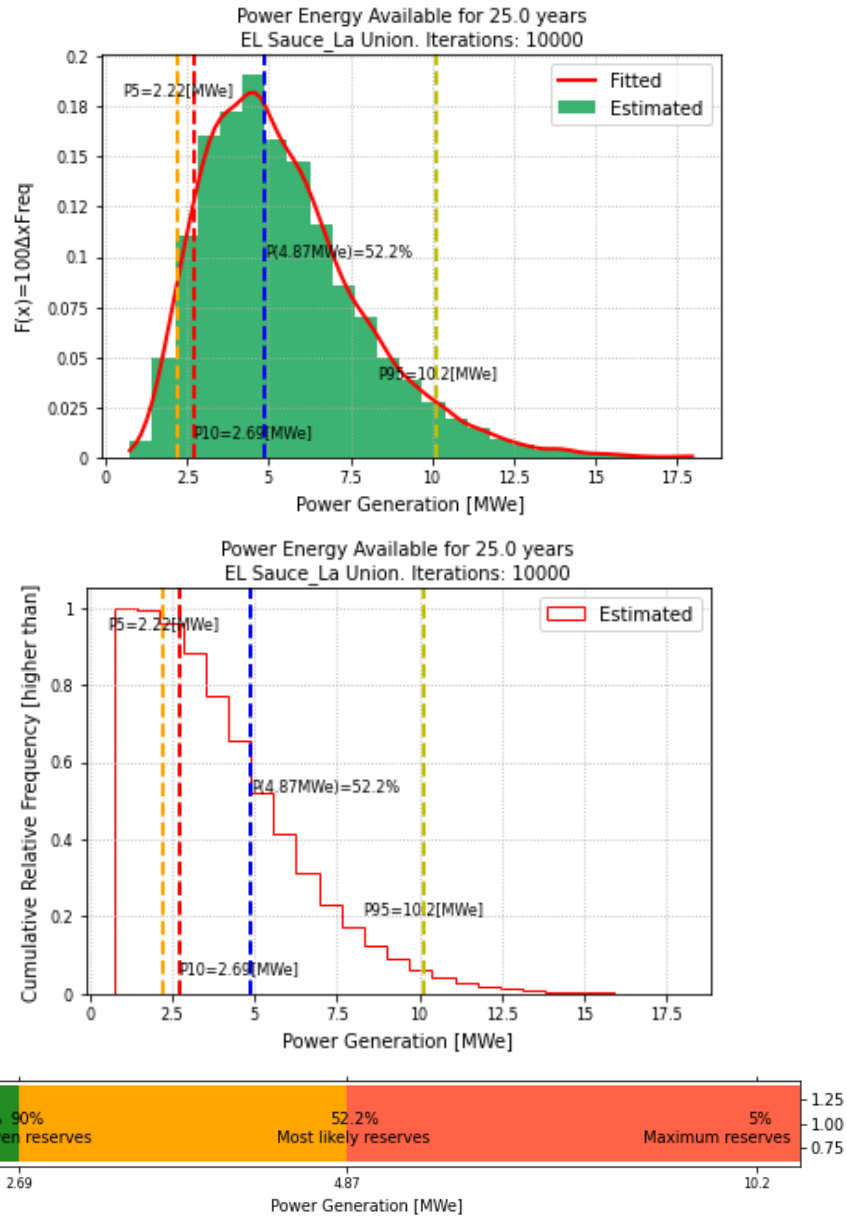 Power Energy Available for 25.0 years
EL Sauce_La Union. Iterations: 10000
0.2
0.18
0.15
0.12
0.1
0.075
0.05
0.025
0
F(x)=100ΔxFreq
Fitted
Estimated
P5=2.22[MWe]
P(4.87MWe)=52.2%
P95=10.2[MWe]
P10=2.69[MWe]
0 2.5 5 7.5 10 12.5 15 17.5
Power Generation [MWe]
Power Energy Available for 25.0 years
EL Sauce_La Union. Iterations: 10000
1
0.8
0.6
0.4
0.2
0
Cumulative Relative Frequency [higher than]
Estimated
P5=2.22[MWe]
P(4.87MWe)=52.2%
P95=10.2[MWe]
P10=2.69[MWe]
0 2.5 5 7.5 10 12.5 15 17.5
Power Generation [MWe]
90% 52.2% 5%
en reserves Most likely reserves Maximum reserves
1.25
1.00
0.75
2.69 4.87 10.2
Power Generation [MWe]